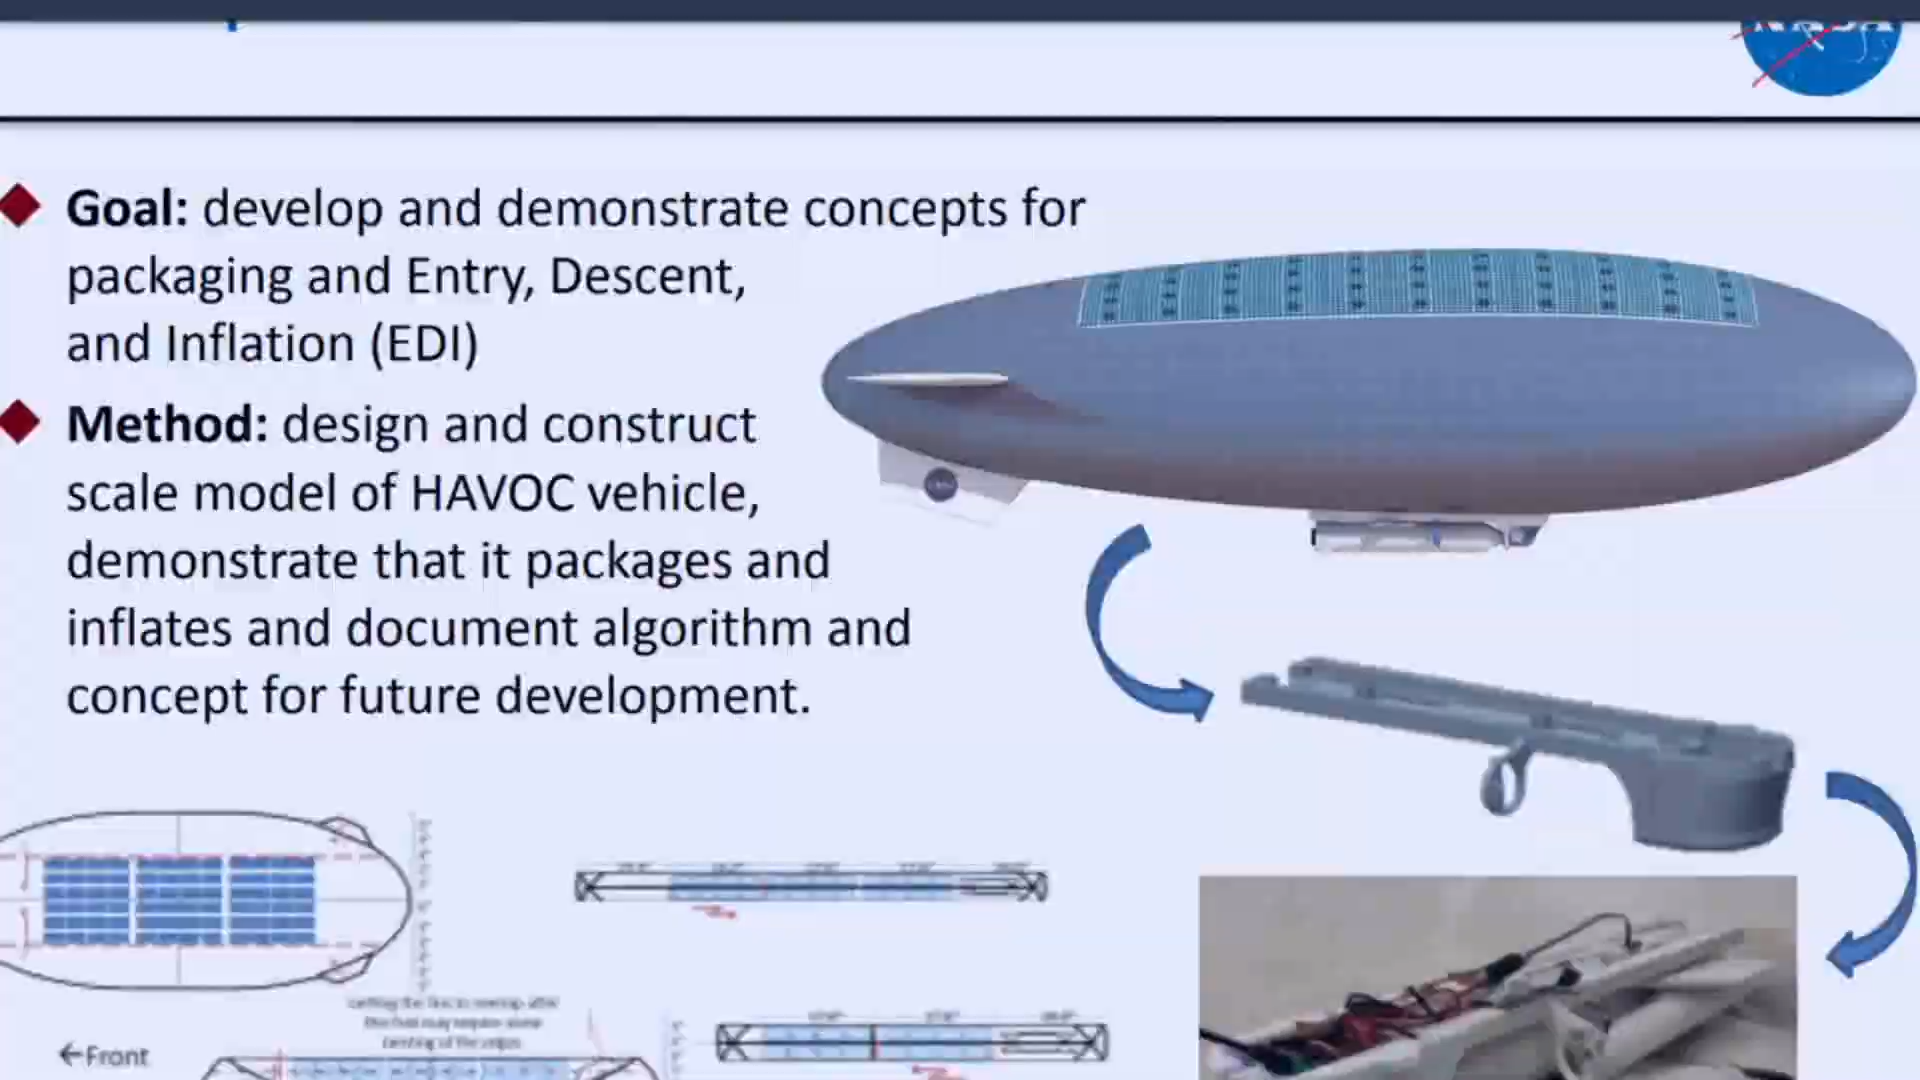 NASA
Goal: develop and demonstrate concepts for
packaging and Entry, Descent,
and Inflation (EDI)
Method: design and construct
scale model of HAVOC vehicle,
demonstrate that it packages and
inflates and document algorithm and
concept for future development.
←Front